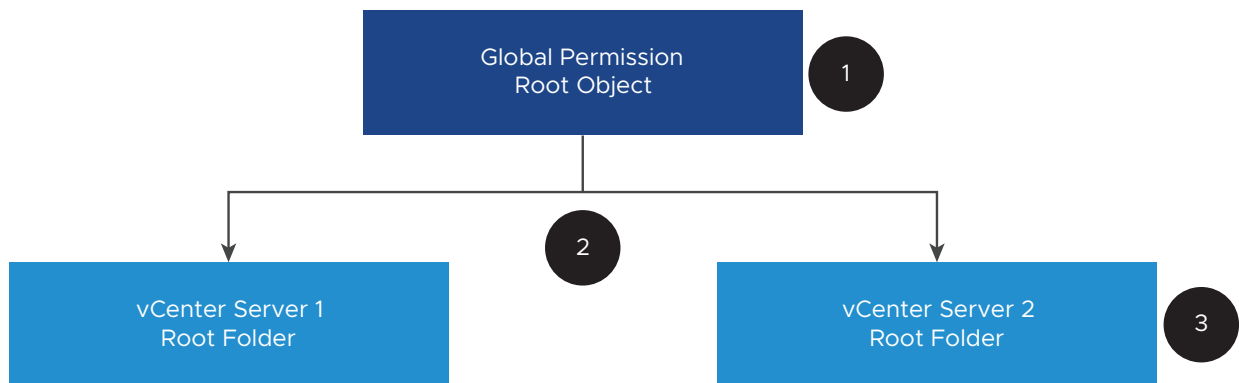 Global Permission
Root Object
1
2
vCenter Server 1
Root Folder
vCenter Server 2
Root Folder
3